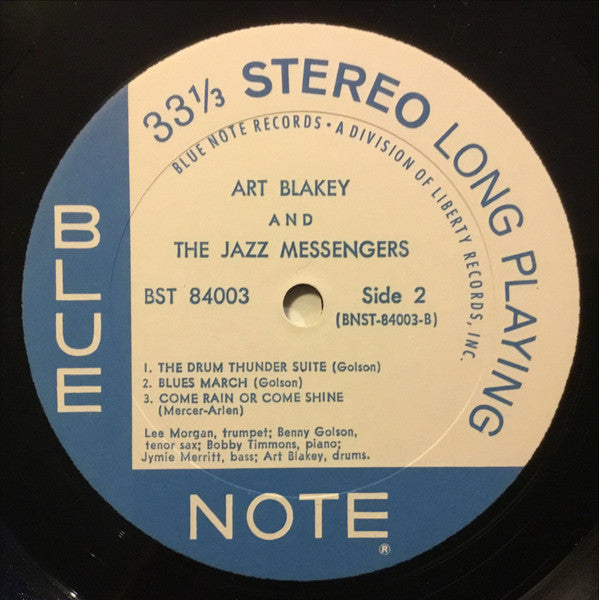 33⅓ STEREO LONG PLAYING
BLUE NOTE RECORDS • A DIVISION OF LIBERTY RECORDS, INC.
ART BLAKEY
AND
THE JAZZ MESSENGERS
BST 84003 Side 2
(BNST-84003-B)
1. THE DRUM THUNDER SUITE (Golson)
2. BLUES MARCH (Golson)
3. COME RAIN OR COME SHINE
(Mercer-Arlen)
Lee Morgan, trumpet; Benny Golson,
tenor sax; Bobby Timmons, piano;
Jymie Merritt, bass; Art Blakey, drums.
BLUE
NOTE ®